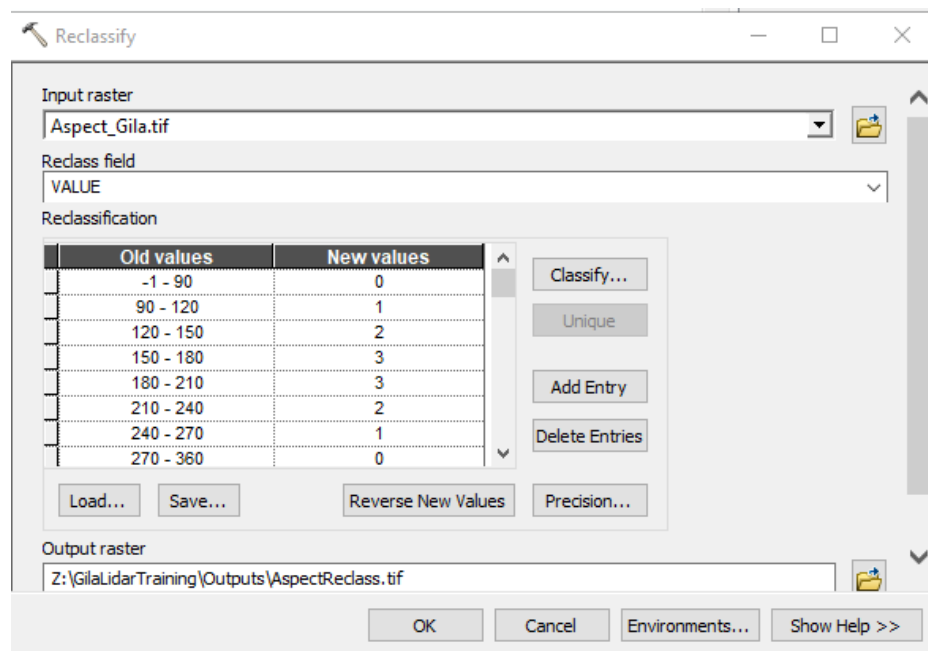 Reclassify
Input raster
Aspect_Gila.tif
Reclass field
VALUE
Reclassification
Old values New values
-1 - 90 0
90 - 120 1
120 - 150 2
150 - 180 3
180 - 210 3
210 - 240 2
240 - 270 1
270 - 360 0
Classify...
Unique
Add Entry
Delete Entries
Load... Save... Reverse New Values Precision...
Output raster
Z:\GilaLidarTraining\Outputs\AspectReclass.tif
OK Cancel Environments... Show Help >>